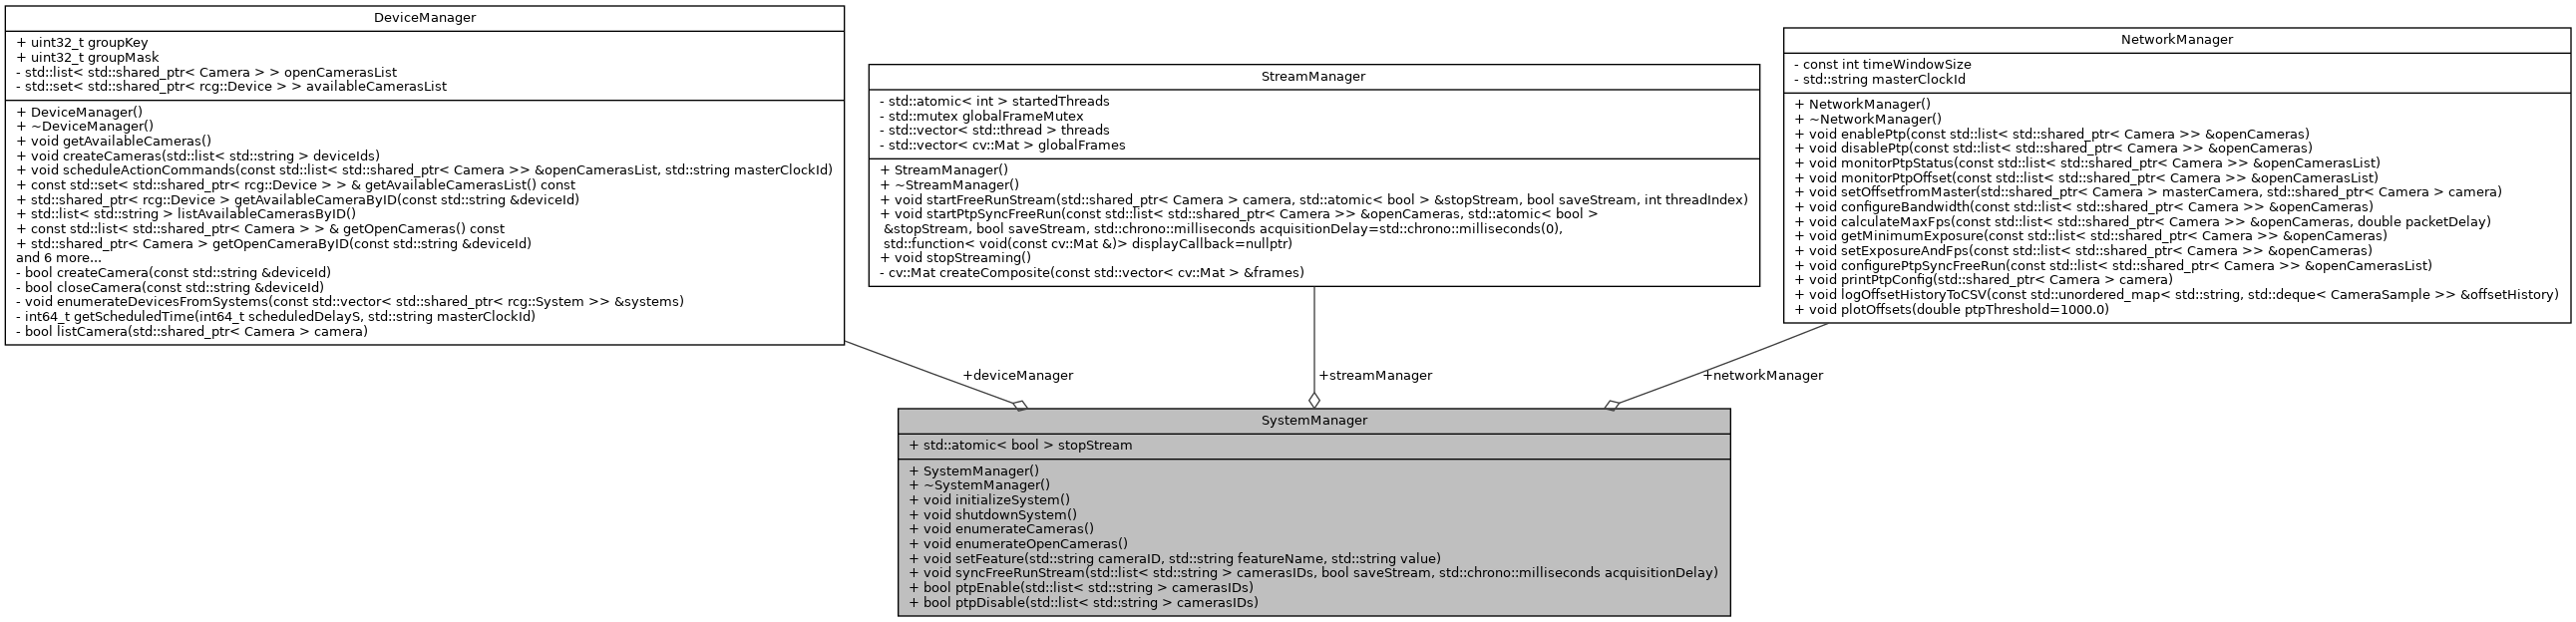 DeviceManager
+ uint32_t groupKey
+ uint32_t groupMask
- std::list< std::shared_ptr< Camera > > openCamerasList
- std::set< std::shared_ptr< rcg::Device > > availableCamerasList
+ DeviceManager()
+ ~DeviceManager()
+ void getAvailableCameras()
+ void createCameras(std::list< std::string > deviceIds)
+ void scheduleActionCommands(const std::list< std::shared_ptr< Camera >> &openCamerasList, std::string masterClockId)
+ const std::set< std::shared_ptr< rcg::Device > > & getAvailableCamerasList() const
+ std::shared_ptr< rcg::Device > getAvailableCameraByID(const std::string &deviceId)
+ std::list< std::string > listAvailableCamerasByID()
+ const std::list< std::shared_ptr< Camera > > & getOpenCameras() const
+ std::shared_ptr< Camera > getOpenCameraByID(const std::string &deviceId)
and 6 more...
- bool createCamera(const std::string &deviceId)
- bool closeCamera(const std::string &deviceId)
- void enumerateDevicesFromSystems(const std::vector< std::shared_ptr< rcg::System >> &systems)
- int64_t getScheduledTime(int64_t scheduledDelayS, std::string masterClockId)
- bool listCamera(std::shared_ptr< Camera > camera)
StreamManager
- std::atomic< int > startedThreads
- std::mutex globalFrameMutex
- std::vector< std::thread > threads
- std::vector< cv::Mat > globalFrames
+ StreamManager()
+ ~StreamManager()
+ void startFreeRunStream(std::shared_ptr< Camera > camera, std::atomic< bool > &stopStream, bool saveStream, int threadIndex)
+ void startPtpSyncFreeRun(const std::list< std::shared_ptr< Camera >> &openCameras, std::atomic< bool >
&stopStream, bool saveStream, std::chrono::milliseconds acquisitionDelay=std::chrono::milliseconds(0),
std::function< void(const cv::Mat &)> displayCallback=nullptr)
+ void stopStreaming()
- cv::Mat createComposite(const std::vector< cv::Mat > &frames)
NetworkManager
- const int timeWindowSize
- std::string masterClockId
+ NetworkManager()
+ ~NetworkManager()
+ void enablePtp(const std::list< std::shared_ptr< Camera >> &openCameras)
+ void disablePtp(const std::list< std::shared_ptr< Camera >> &openCameras)
+ void monitorPtpStatus(const std::list< std::shared_ptr< Camera >> &openCamerasList)
+ void monitorPtpOffset(const std::list< std::shared_ptr< Camera >> &openCamerasList)
+ void setOffsetfromMaster(std::shared_ptr< Camera > masterCamera, std::shared_ptr< Camera > camera)
+ void configureBandwidth(const std::list< std::shared_ptr< Camera >> &openCameras)
+ void calculateMaxFps(const std::list< std::shared_ptr< Camera >> &openCameras, double packetDelay)
+ void getMinimumExposure(const std::list< std::shared_ptr< Camera >> &openCameras)
+ void setExposureAndFps(const std::list< std::shared_ptr< Camera >> &openCameras)
+ void configurePtpSyncFreeRun(const std::list< std::shared_ptr< Camera >> &openCamerasList)
+ void printPtpConfig(std::shared_ptr< Camera > camera)
+ void logOffsetHistoryToCSV(const std::unordered_map< std::string, std::deque< CameraSample >> &offsetHistory)
+ void plotOffsets(double ptpThreshold=1000.0)
+deviceManager
+streamManager
+networkManager
SystemManager
+ std::atomic< bool > stopStream
+ SystemManager()
+ ~SystemManager()
+ void initializeSystem()
+ void shutdownSystem()
+ void enumerateCameras()
+ void enumerateOpenCameras()
+ void setFeature(std::string cameraID, std::string featureName, std::string value)
+ void syncFreeRunStream(std::list< std::string > camerasIDs, bool saveStream, std::chrono::milliseconds acquisitionDelay)
+ bool ptpEnable(std::list< std::string > camerasIDs)
+ bool ptpDisable(std::list< std::string > camerasIDs)